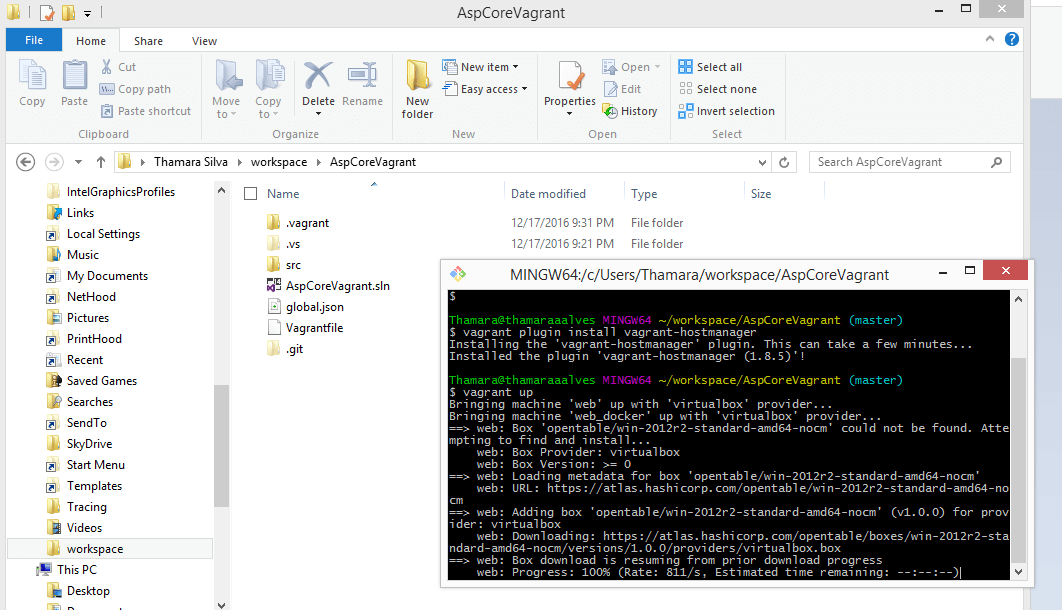 AspCoreVagrant
File Home Share View
Copy
Paste
Cut
Copy path
Paste shortcut
Clipboard
Move to
Copy to
Delete
Rename
Organize
New folder
New item
Easy access
New
Properties
Open
Edit
History
Open
Select all
Select none
Invert selection
Select
Thamara Silva workspace AspCoreVagrant
Search AspCoreVagrant
IntelGraphicsProfiles
Links
Local Settings
Music
My Documents
NetHood
Pictures
PrintHood
Recent
Saved Games
Searches
SendTo
SkyDrive
Start Menu
Templates
Tracing
Videos
workspace
This PC
Desktop
Name Date modified Type Size
.vagrant 12/17/2016 9:31 PM File folder
.vs 12/17/2016 9:21 PM File folder
src
AspCoreVagrant.sln
global.json
Vagrantfile
.git
MINGW64:/c/Users/Thamara/workspace/AspCoreVagrant
$
Thamara@thamaraaalves MINGW64 ~/workspace/AspCoreVagrant (master)
$ vagrant plugin install vagrant-hostmanager
Installing the 'vagrant-hostmanager' plugin. This can take a few minutes...
Installed the plugin 'vagrant-hostmanager (1.8.5)'!
Thamara@thamaraaalves MINGW64 ~/workspace/AspCoreVagrant (master)
$ vagrant up
Bringing machine 'web' up with 'virtualbox' provider...
Bringing machine 'web_docker' up with 'virtualbox' provider...
==> web: Box 'opentable/win-2012r2-standard-amd64-nocm' could not be found. Atte
mpting to find and install...
web: Box Provider: virtualbox
web: Box Version: >= 0
==> web: Loading metadata for box 'opentable/win-2012r2-standard-amd64-nocm'
web: URL: https://atlas.hashicorp.com/opentable/win-2012r2-standard-amd64-no
cm
==> web: Adding box 'opentable/win-2012r2-standard-amd64-nocm' (v1.0.0) for prov
ider: virtualbox
web: Downloading: https://atlas.hashicorp.com/opentable/boxes/win-2012r2-sta
ndard-amd64-nocm/versions/1.0.0/providers/virtualbox.box
==> web: Box download is resuming from prior download progress
web: Progress: 100% (Rate: 811/s, Estimated time remaining: --:--:--)